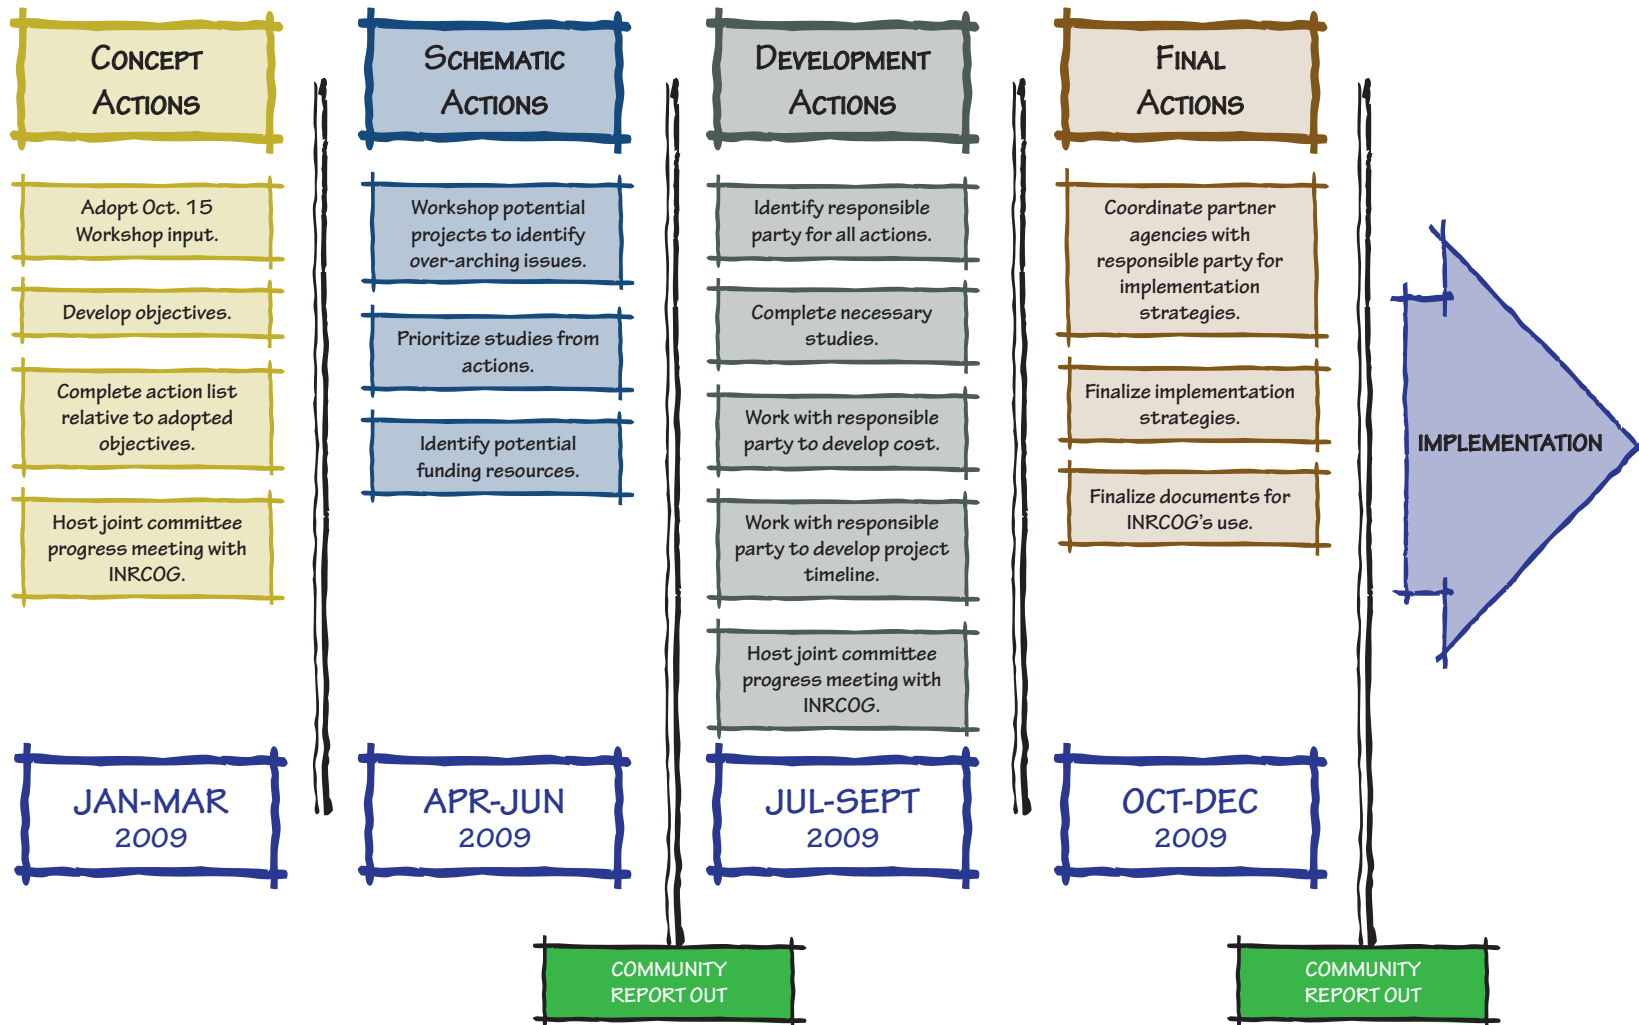 CONCEPT
ACTIONS
Adopt Oct. 15
Workshop input.
Develop objectives.
Complete action list
relative to adopted
objectives.
Host joint committee
progress meeting with
INRCOG.
JAN-MAR
2009
SCHEMATIC
ACTIONS
Workshop potential
projects to identify
over-arching issues.
Prioritize studies from
actions.
Identify potential
funding resources.
APR-JUN
2009
DEVELOPMENT
ACTIONS
Identify responsible
party for all actions.
Complete necessary
studies.
Work with responsible
party to develop cost.
Work with responsible
party to develop project
timeline.
Host joint committee
progress meeting with
INRCOG.
JUL-SEPT
2009
FINAL
ACTIONS
Coordinate partner
agencies with
responsible party for
implementation
strategies.
Finalize implementation
strategies.
Finalize documents for
INRCOG's use.
OCT-DEC
2009
IMPLEMENTATION
COMMUNITY
REPORT OUT
COMMUNITY
REPORT OUT